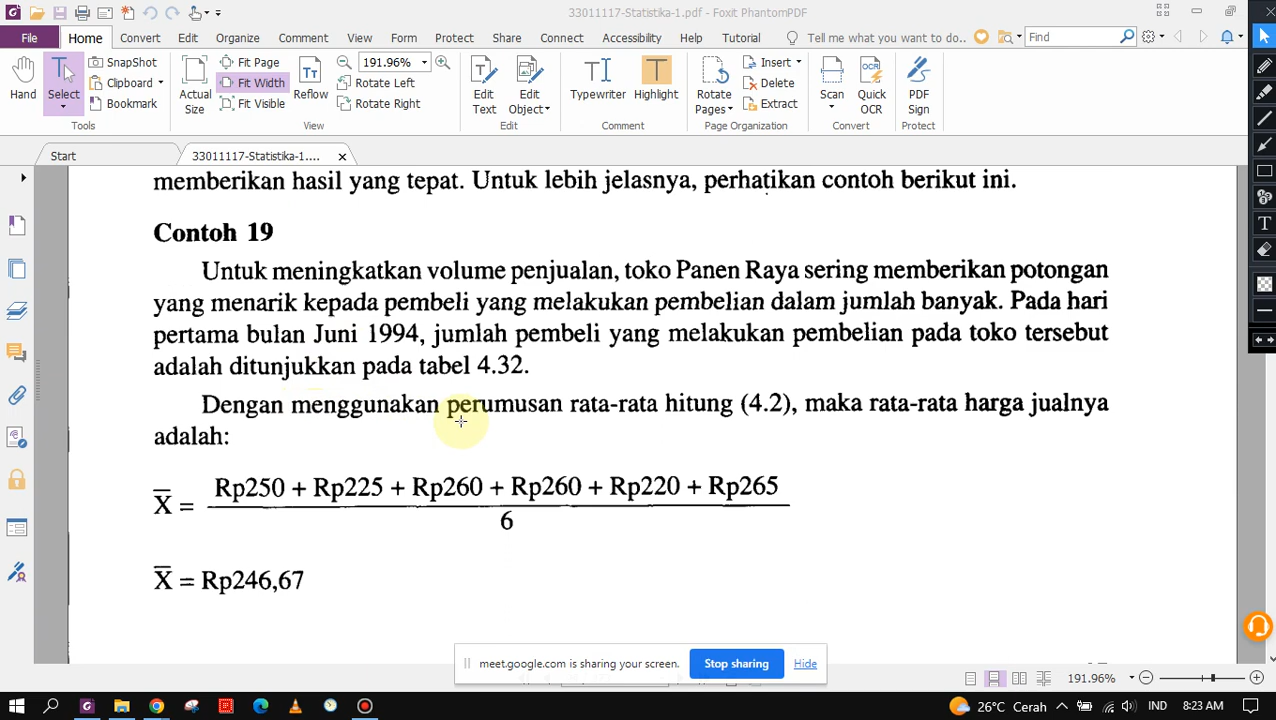 33011117-Statistika-1.pdf - Foxit PhantomPDF
File Home Convert Edit Organize Comment View Form Protect Share Connect Accessibility Help Tutorial Tell me what you want to do... Find
Hand
Select
SnapShot
Clipboard
Bookmark
Tools
Actual Size
Fit Page
Fit Width
Fit Visible
Reflow
191.96%
Rotate Left
Rotate Right
View
Edit Text
Edit Object
Edit
Typewriter
Highlight
Comment
Rotate Pages
Insert
Delete
Extract
Page Organization
Scan
Quick OCR
Convert
PDF Sign
Protect
Start
33011117-Statistika-1....
memberikan hasil yang tepat. Untuk lebih jelasnya, perhatikan contoh berikut ini.
Contoh 19
Untuk meningkatkan volume penjualan, toko Panen Raya sering memberikan potongan
yang menarik kepada pembeli yang melakukan pembelian dalam jumlah banyak. Pada hari
pertama bulan Juni 1994, jumlah pembeli yang melakukan pembelian pada toko tersebut
adalah ditunjukkan pada tabel 4.32.
Dengan menggunakan perumusan rata-rata hitung (4.2), maka rata-rata harga jualnya
adalah:
X̅ = Rp250 + Rp225 + Rp260 + Rp260 + Rp220 + Rp265
6
X̅ = Rp246,67
meet.google.com is sharing your screen. Stop sharing Hide
191.96%
26°C Cerah IND 8:23 AM